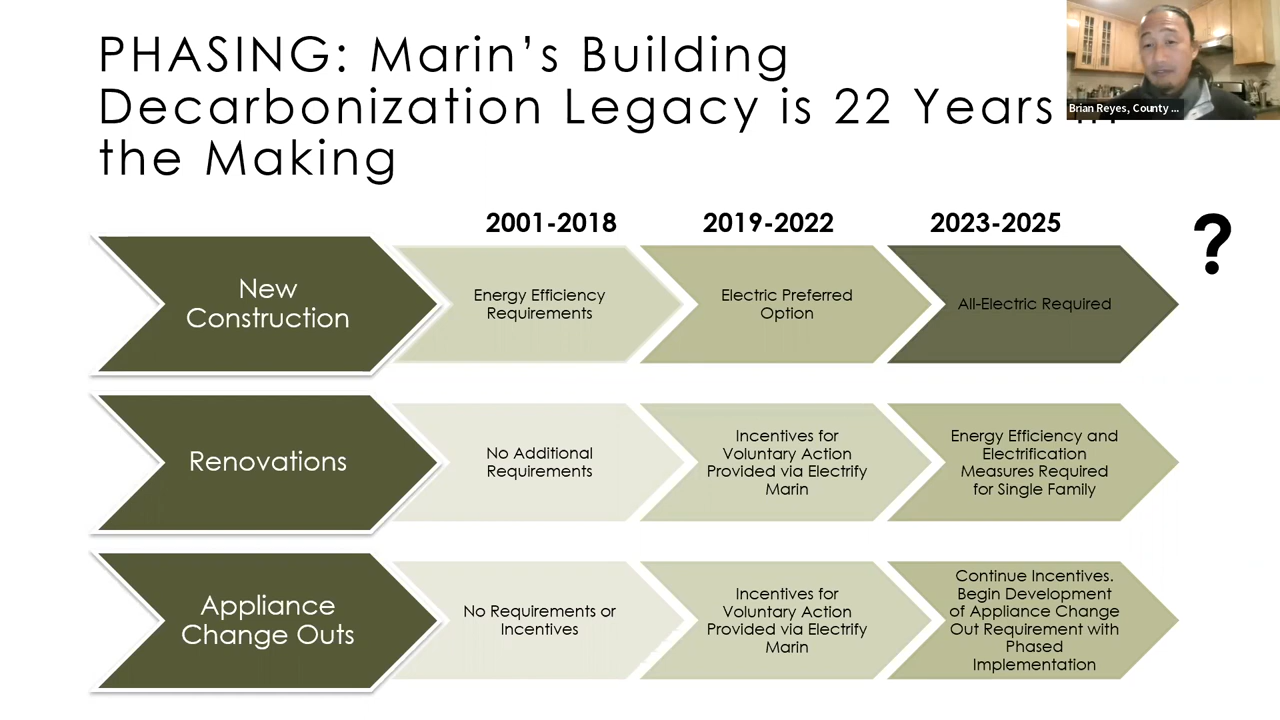 PHASING: Marin's Building
Decarbonization Legacy is 22 Years in
the Making
Brian Reyes, County ...
2001-2018
2019-2022
2023-2025
?
New
Construction
Energy Efficiency
Requirements
Electric Preferred
Option
All-Electric Required
Renovations
No Additional
Requirements
Incentives for
Voluntary Action
Provided via Electrify
Marin
Energy Efficiency and
Electrification
Measures Required
for Single Family
Appliance
Change Outs
No Requirements or
Incentives
Incentives for
Voluntary Action
Provided via Electrify
Marin
Continue Incentives.
Begin Development
of Appliance Change
Out Requirement with
Phased
Implementation